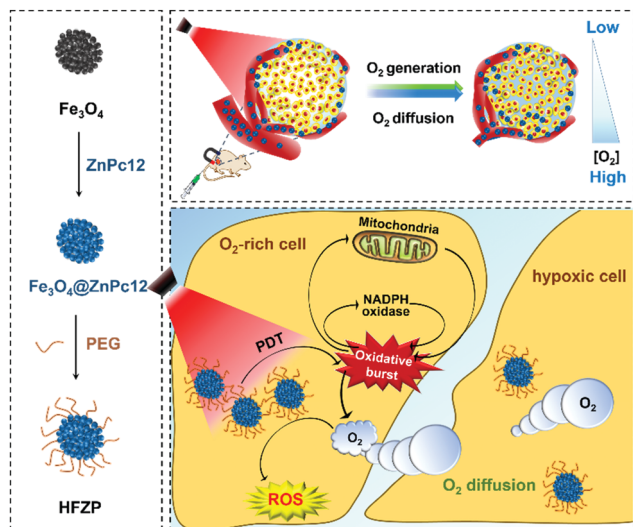 Fe₃O₄
ZnPc12
Fe₃O₄@ZnPc12
PEG
HFZP
O₂ generation
O₂ diffusion
Low
[O₂]
High
O₂-rich cell
Mitochondria
NADPH
oxidase
PDT
Oxidative
burst
O₂
ROS
hypoxic cell
O₂
O₂ diffusion